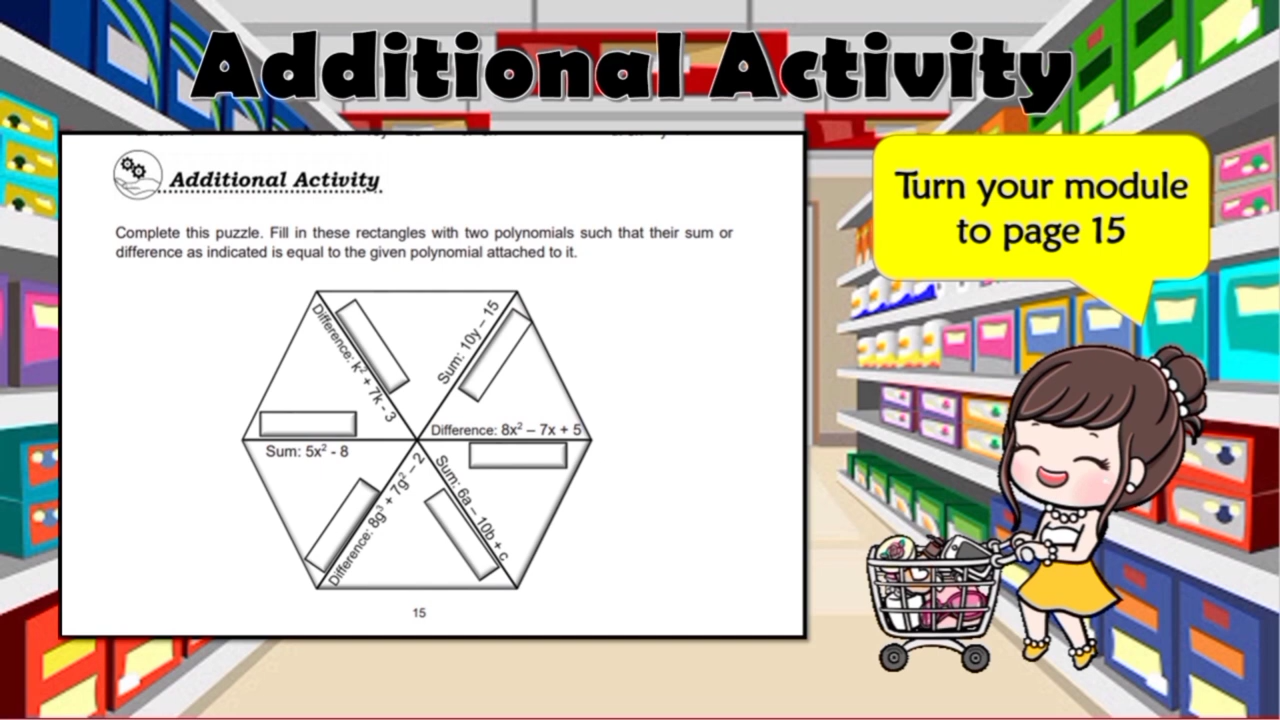 Additional Activity
Additional Activity
Complete this puzzle. Fill in these rectangles with two polynomials such that their sum or
difference as indicated is equal to the given polynomial attached to it.
Difference: k² + 7k - 3
Sum: 10y – 15
Difference: 8x² – 7x + 5
Sum: 5x² - 8
Difference: 8g³ + 7g² – 2
Sum: 6a – 10b + c
15
Turn your module
to page 15